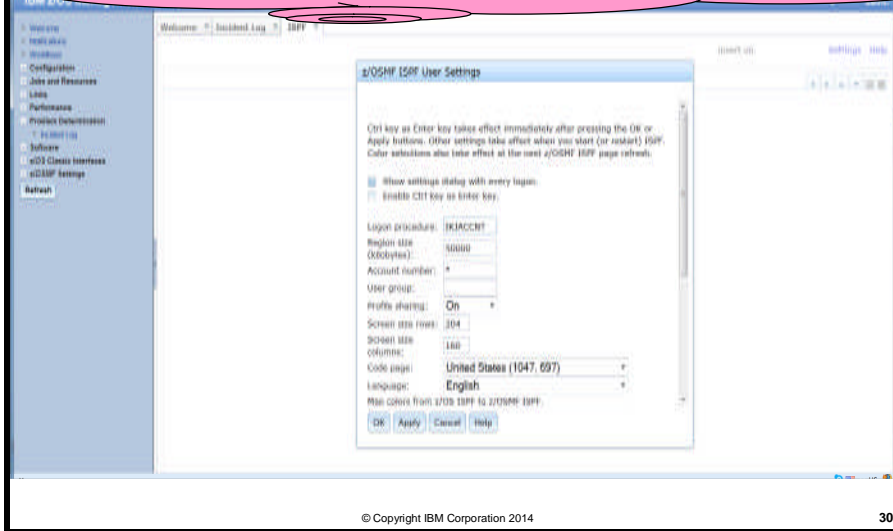 Welcome
Incident Log
ISPF
Welcome
Notifications
Workflows
Configuration
Jobs and Resources
Links
Performance
Problem Determination
Incident Log
Software
z/OS Classic Interfaces
z/OSMF Settings
Refresh
Settings Help
z/OSMF ISPF User Settings
Ctrl key as Enter key takes effect immediately after pressing the OK or
Apply buttons. Other settings take effect when you start (or restart) ISPF.
Color selections also take effect at the next z/OSMF ISPF page refresh.
Show settings dialog with every logon.
Enable Ctrl key as Enter key.
Logon procedure: IKJACCNT
Region size
(kilobytes): 50000
Account number: *
User group:
Profile sharing: On
Screen size rows: 204
Screen size
columns: 160
Code page: United States (1047, 697)
Language: English
Map colors from z/OS ISPF to z/OSMF ISPF.
OK Apply Cancel Help
© Copyright IBM Corporation 2014
30